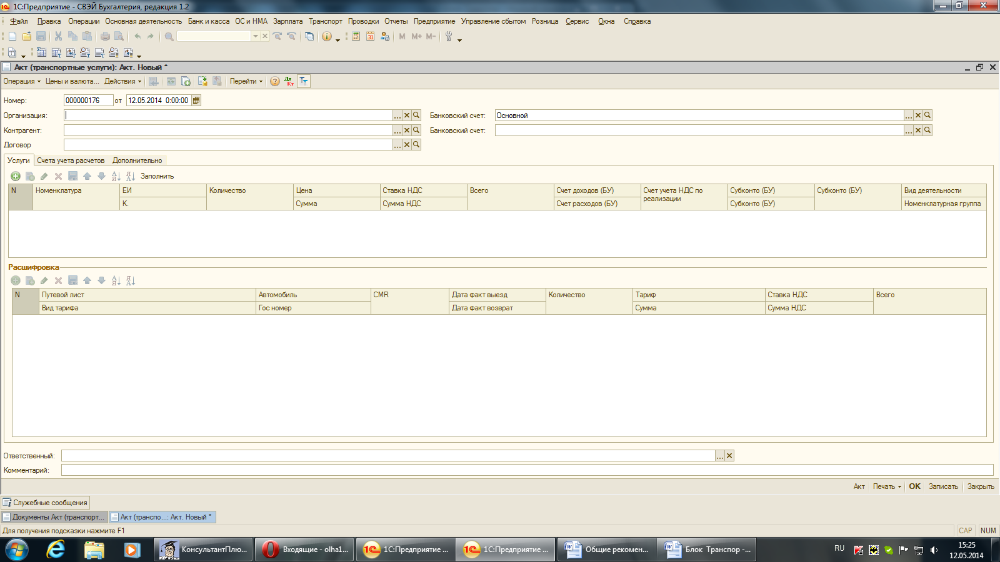 1С:Предприятие - СВЭЙ Бухгалтерия, редакция 1.2
Файл Правка Операции Основная деятельность Банк и касса ОС и НМА Зарплата Транспорт Проводки Отчеты Предприятие Управление сбытом Розница Сервис Окна Справка
M M+ M-
Акт (транспортные услуги): Акт. Новый *
Операция Цены и валюта... Действия Перейти Дт Кт
Номер: 000000176 от 12.05.2014 0:00:00
Организация: Банковский счет: Основной
Контрагент: Банковский счет:
Договор
Услуги Счета учета расчетов Дополнительно
Заполнить
N Номенклатура ЕИ Количество Цена Ставка НДС Всего Счет доходов (БУ) Счет учета НДС по реализации Субконто (БУ) Субконто (БУ) Вид деятельности
К. Сумма Сумма НДС Счет расходов (БУ) Субконто (БУ) Номенклатурная группа
Расшифровка
N Путевой лист Автомобиль CMR Дата факт выезд Количество Тариф Ставка НДС Всего
Вид тарифа Гос номер Дата факт возврат Сумма Сумма НДС
Ответственный:
Комментарий:
Акт Печать OK Записать Закрыть
Служебные сообщения
Документы Акт (транспорт... Акт (транспо...: Акт. Новый *
Для получения подсказки нажмите F1 CAP NUM
КонсультантПлю... Входящие - olha1... 1С:Предприятие ... 1С:Предприятие ... Общие рекомен... Блок Транспор -... RU 15:25
12.05.2014